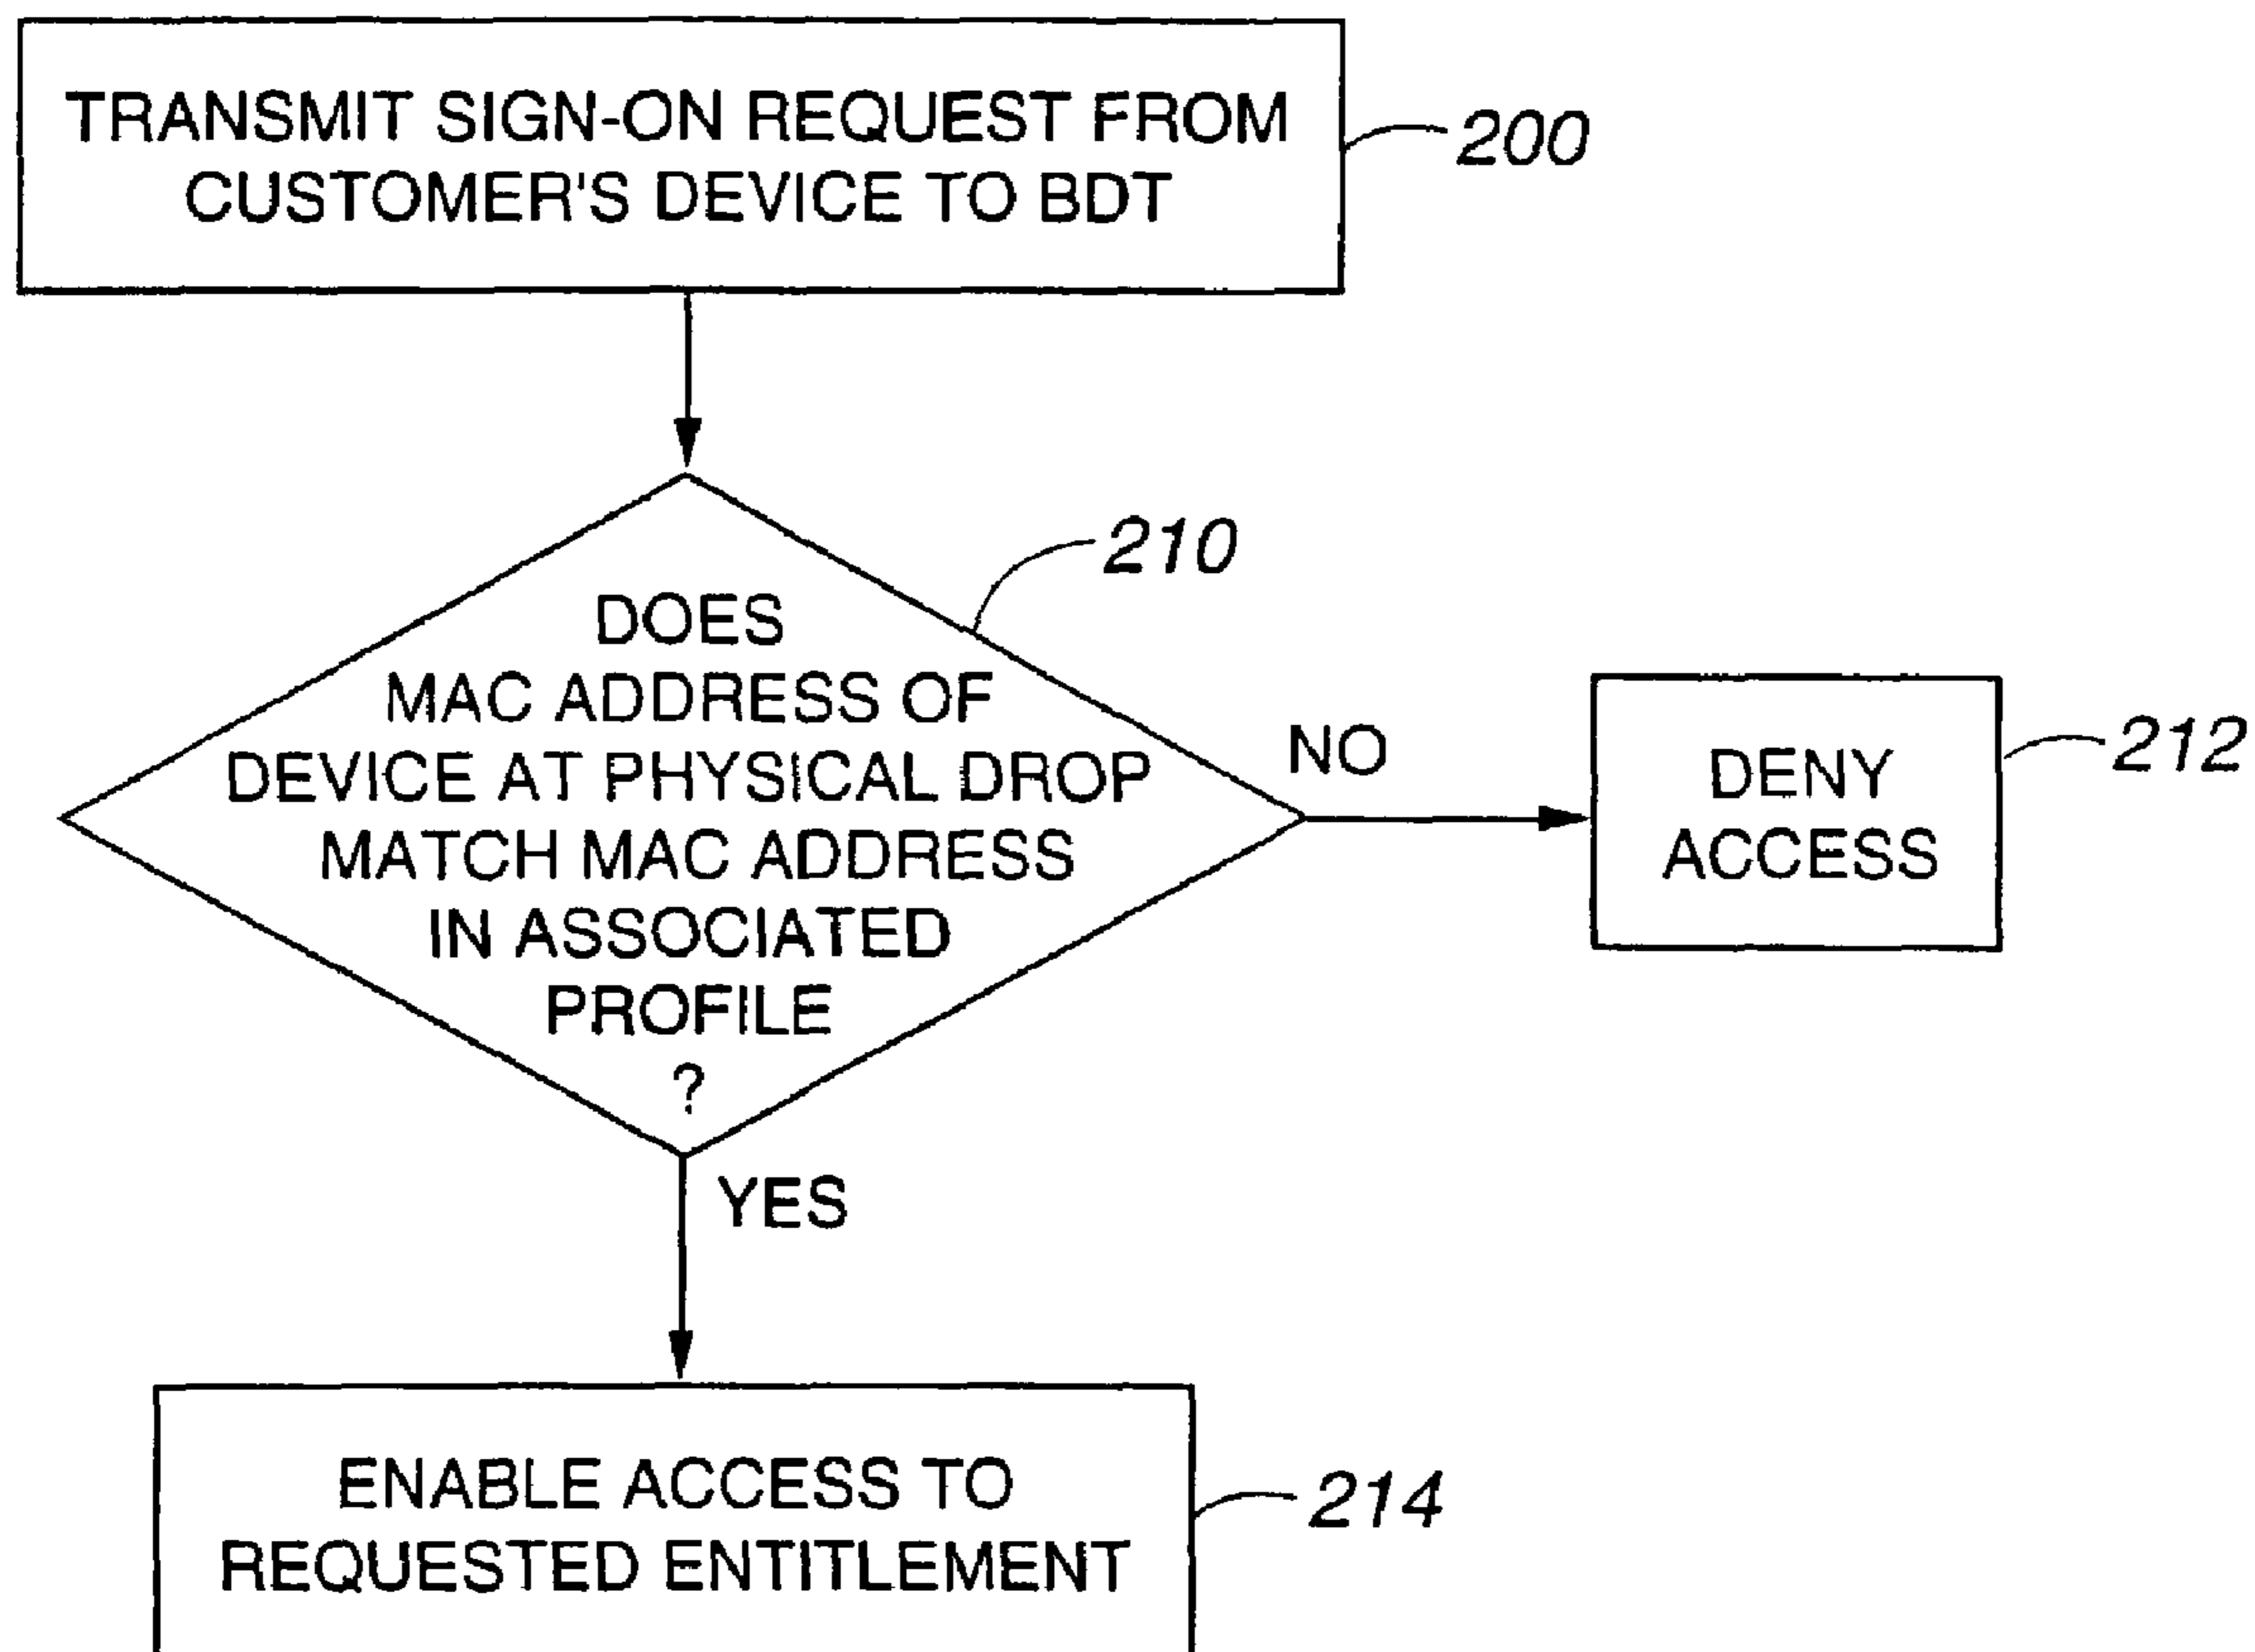 TRANSMIT SIGN-ON REQUEST FROM
CUSTOMER'S DEVICE TO BDT
200
210
DOES
MAC ADDRESS OF
DEVICE AT PHYSICAL DROP
MATCH MAC ADDRESS
IN ASSOCIATED
PROFILE
?
NO
DENY
ACCESS
212
YES
ENABLE ACCESS TO
REQUESTED ENTITLEMENT
214